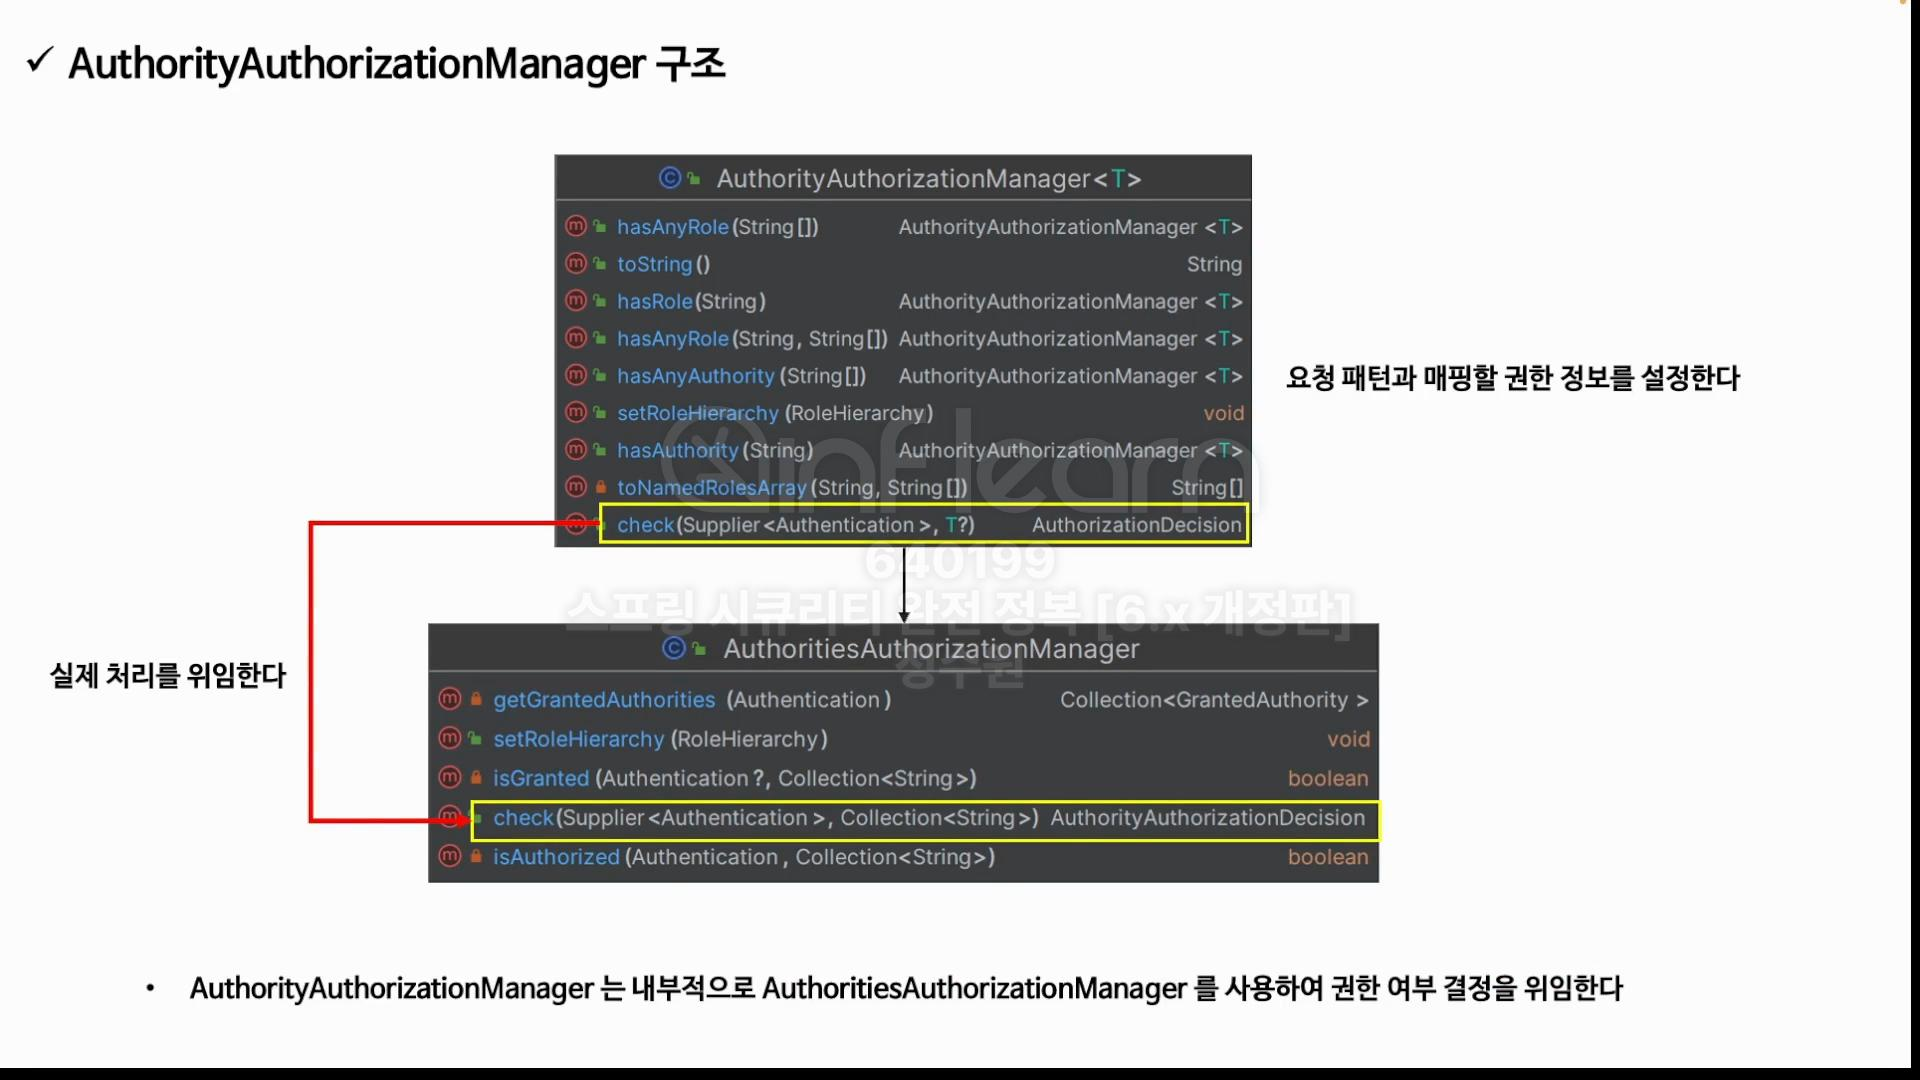 ✓ AuthorityAuthorizationManager 구조
AuthorityAuthorizationManager<T>
hasAnyRole(String[]) AuthorityAuthorizationManager <T>
toString() String
hasRole(String) AuthorityAuthorizationManager <T>
hasAnyRole(String, String[]) AuthorityAuthorizationManager <T>
hasAnyAuthority (String[]) AuthorityAuthorizationManager <T>
요청 패턴과 매핑할 권한 정보를 설정한다
setRoleHierarchy (RoleHierarchy) void
hasAuthority(String) AuthorityAuthorizationManager <T>
inflearn
toNamedRolesArray(String, String[]) String[]
check(Supplier<Authentication>, T?) AuthorizationDecision
640199
스프링 시큐리티 완전 정복 [6.x 개정판]
AuthoritiesAuthorizationManager
실제 처리를 위임한다
getGrantedAuthorities (Authentication) Collection<GrantedAuthority >
setRoleHierarchy (RoleHierarchy) void
isGranted (Authentication?, Collection<String>) boolean
check(Supplier<Authentication>, Collection<String>) AuthorityAuthorizationDecision
isAuthorized (Authentication, Collection<String>) boolean
• AuthorityAuthorizationManager 는 내부적으로 AuthoritiesAuthorizationManager 를 사용하여 권한 여부 결정을 위임한다